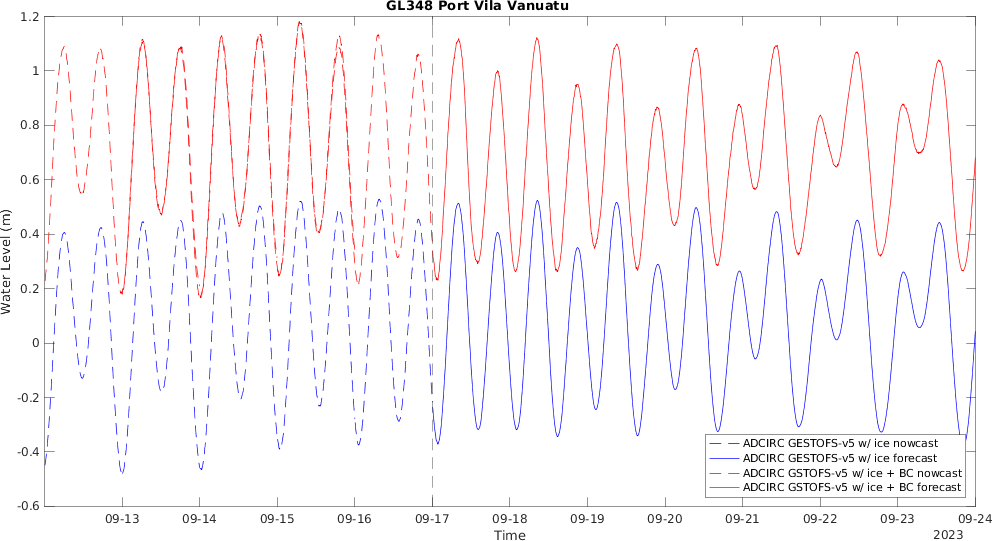 GL348 Port Vila Vanuatu
1.2
1
0.8
0.6
0.4
0.2
0
-0.2
-0.4
-0.6
Water Level (m)
ADCIRC GESTOFS-v5 w/ ice nowcast
ADCIRC GESTOFS-v5 w/ ice forecast
ADCIRC GSTOFS-v5 w/ ice + BC nowcast
ADCIRC GSTOFS-v5 w/ ice + BC forecast
09-13 09-14 09-15 09-16 09-17 09-18 09-19 09-20 09-21 09-22 09-23 09-24
Time
2023